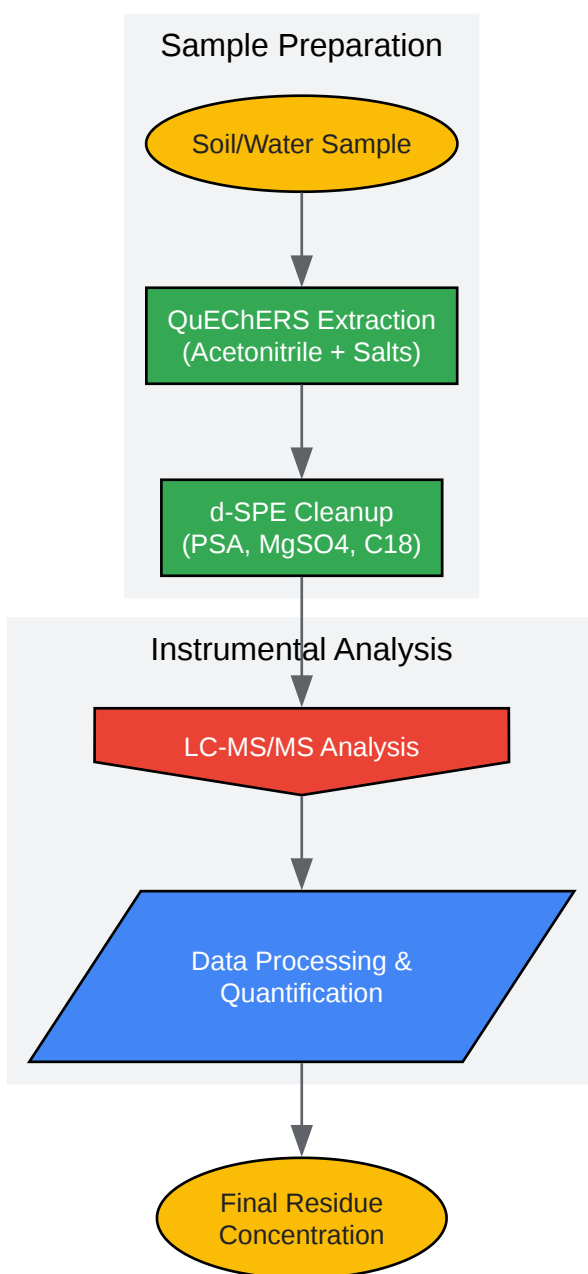 Sample Preparation
Soil/Water Sample
QuEChERS Extraction
(Acetonitrile + Salts)
d-SPE Cleanup
(PSA, MgSO4, C18)
Instrumental Analysis
LC-MS/MS Analysis
Data Processing &
Quantification
Final Residue
Concentration